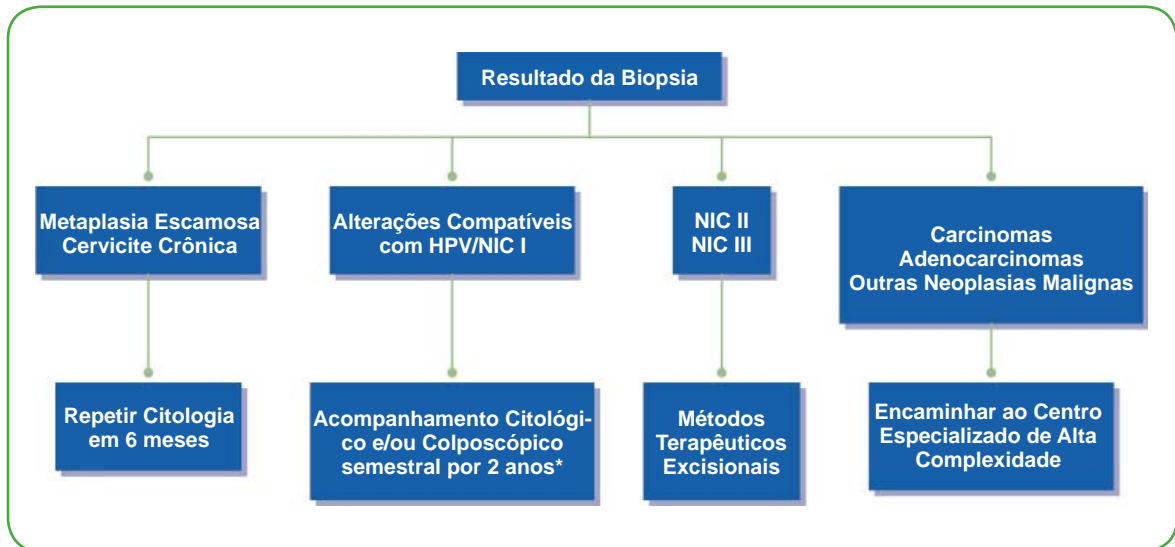 Resultado da Biopsia
Metaplasia Escamosa
Cervicite Crônica
Alterações Compatíveis
com HPV/NIC I
NIC II
NIC III
Carcinomas
Adenocarcinomas
Outras Neoplasias Malignas
Repetir Citologia
em 6 meses
Acompanhamento Citológi-
co e/ou Colposcópico
semestral por 2 anos*
Métodos
Terapêuticos
Excisionais
Encaminhar ao Centro
Especializado de Alta
Complexidade